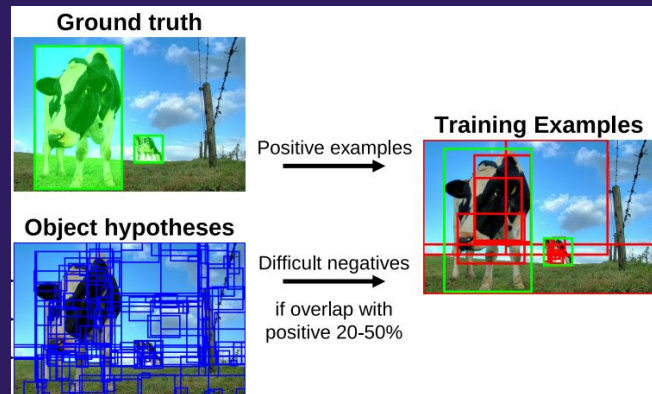 Ground truth
Training Examples
Positive examples
Object hypotheses
Difficult negatives
if overlap with
positive 20-50%